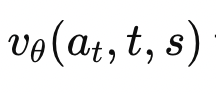 v_θ(a_t, t, s)